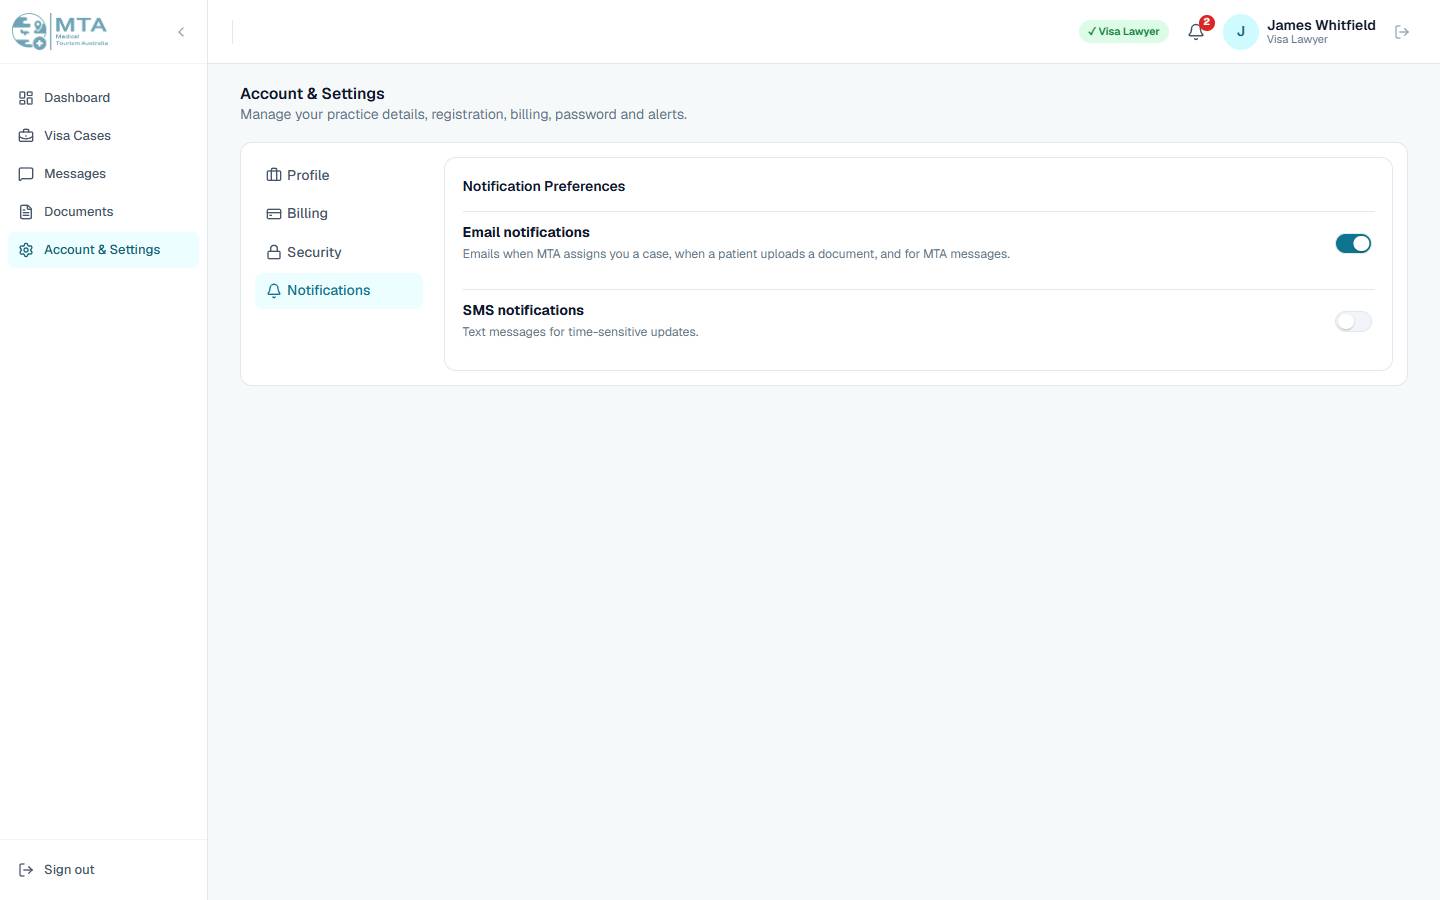 MTA
Medical
Tourism Australia
✓ Visa Lawyer
2
J
James Whitfield
Visa Lawyer
Dashboard
Visa Cases
Messages
Documents
Account & Settings
Sign out
Account & Settings
Manage your practice details, registration, billing, password and alerts.
Profile
Billing
Security
Notifications
Notification Preferences
Email notifications
Emails when MTA assigns you a case, when a patient uploads a document, and for MTA messages.
SMS notifications
Text messages for time-sensitive updates.